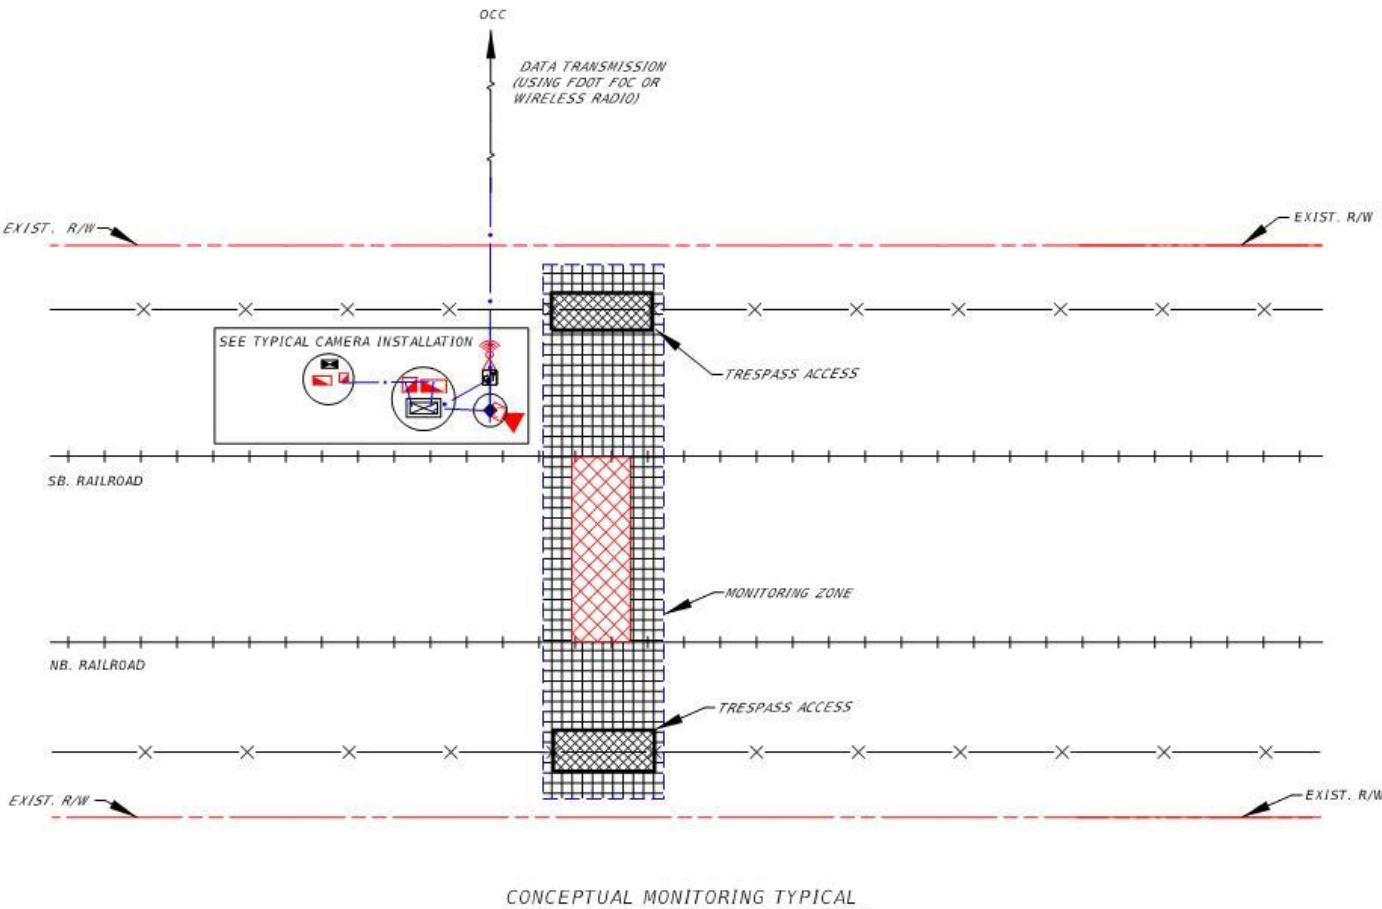 OCC
DATA TRANSMISSION
(USING FDOT FOC OR
WIRELESS RADIO)
EXIST. R/W
EXIST. R/W
SEE TYPICAL CAMERA INSTALLATION
TRESPASS ACCESS
SB. RAILROAD
MONITORING ZONE
NB. RAILROAD
TRESPASS ACCESS
EXIST. R/W
EXIST. R/W
CONCEPTUAL MONITORING TYPICAL